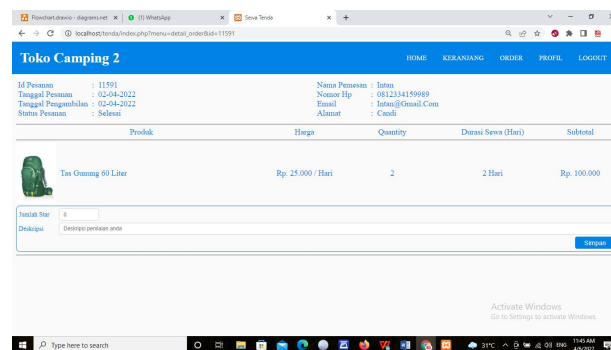 Flowchart.drawio - diagrams.net
(1) WhatsApp
Sewa Tenda
localhost/tenda/index.php?menu=detail_order&id=11591
Toko Camping 2
HOME KERANJANG ORDER PROFIL LOGOUT
Id Pesanan : 11591 Nama Pemesan : Intan
Tanggal Pesanan : 02-04-2022 Nomor Hp : 0812334159989
Tanggal Pengambilan : 02-04-2022 Email : Intan@Gmail.Com
Status Pesanan : Selesai Alamat : Candi
Produk Harga Quantity Durasi Sewa (Hari) Subtotal
Tas Gunung 60 Liter Rp. 25.000 / Hari 2 2 Hari Rp. 100.000
Jumlah Star
Deskripsi Deskripsi penilaian anda
Simpan
Activate Windows
Go to Settings to activate Windows.
Type here to search
31°C ENG 11:45 AM
4/6/2022